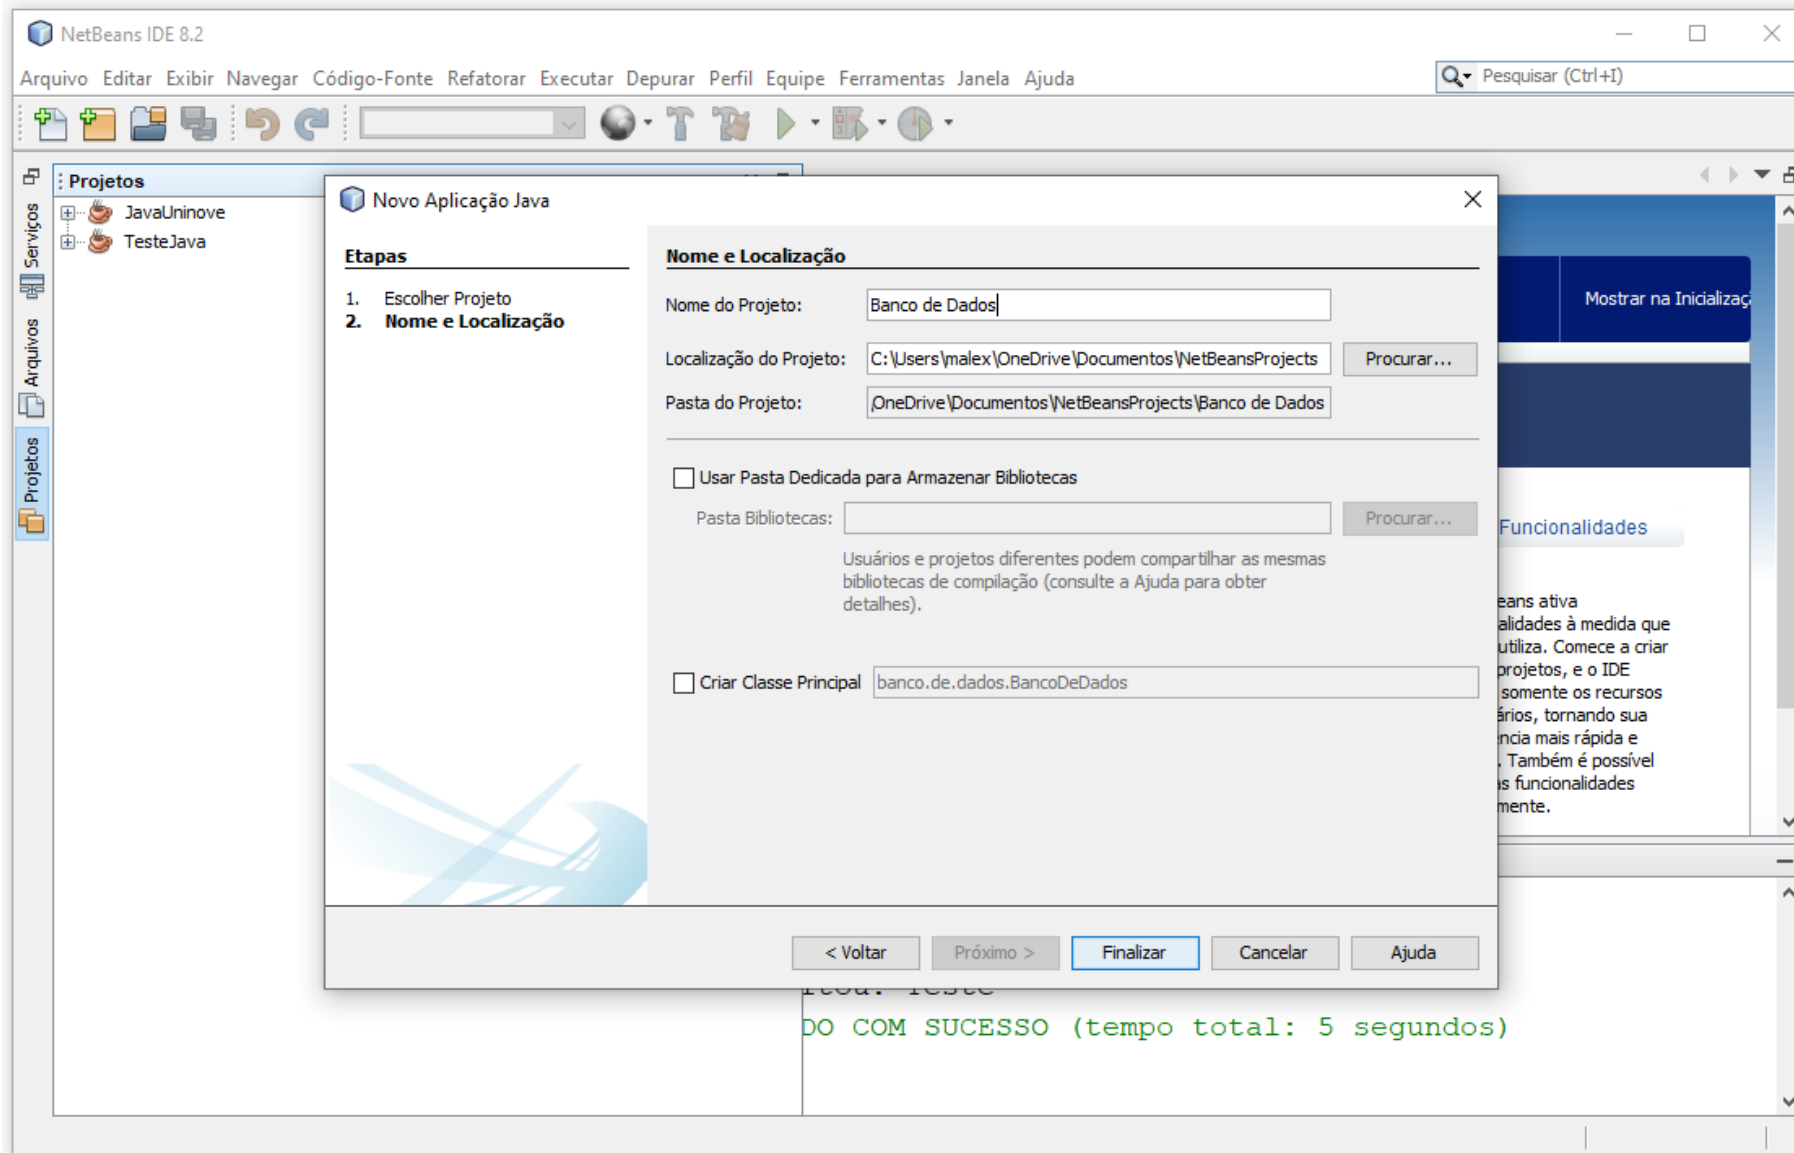 NetBeans IDE 8.2
Arquivo Editar Exibir Navegar Código-Fonte Refatorar Executar Depurar Perfil Equipe Ferramentas Janela Ajuda
Pesquisar (Ctrl+I)
Serviços
Arquivos
Projetos
Projetos
JavaUninove
TesteJava
Novo Aplicação Java
Etapas
1. Escolher Projeto
2. Nome e Localização
Nome e Localização
Nome do Projeto: Banco de Dados
Localização do Projeto: C:\Users\malex\OneDrive\Documentos\NetBeansProjects Procurar...
Pasta do Projeto: OneDrive\Documentos\NetBeansProjects\Banco de Dados
Usar Pasta Dedicada para Armazenar Bibliotecas
Pasta Bibliotecas: Procurar...
Usuários e projetos diferentes podem compartilhar as mesmas
bibliotecas de compilação (consulte a Ajuda para obter
detalhes).
Criar Classe Principal banco.de.dados.BancoDeDados
< Voltar Próximo > Finalizar Cancelar Ajuda
Mostrar na Inicializaç
Funcionalidades
eans ativa
alidades à medida que
utiliza. Comece a criar
projetos, e o IDE
somente os recursos
ários, tornando sua
ência mais rápida e
. Também é possível
as funcionalidades
mente.
DO COM SUCESSO (tempo total: 5 segundos)